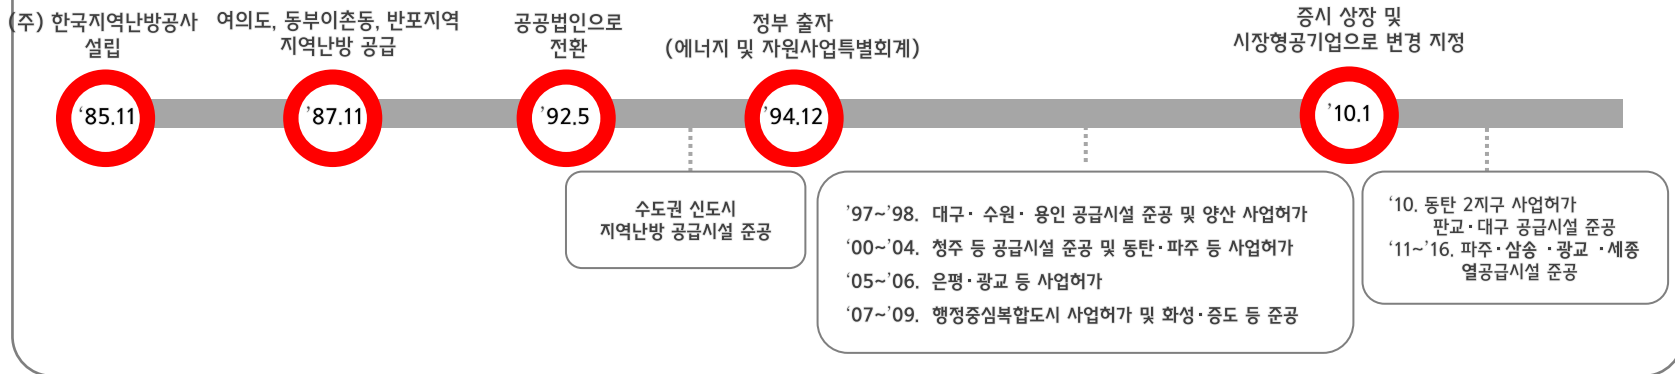 (주) 한국지역난방공사
설립
여의도, 동부이촌동, 반포지역
지역난방 공급
공공법인으로
전환
정부 출자
(에너지 및 자원사업특별회계)
증시 상장 및
시장형공기업으로 변경 지정
‘85.11
’87.11
’92.5
’94.12
’10.1
수도권 신도시
지역난방 공급시설 준공
’97~’98. 대구· 수원· 용인 공급시설 준공 및 양산 사업허가
‘00~’04. 청주 등 공급시설 준공 및 동탄·파주 등 사업허가
‘05~’06. 은평·광교 등 사업허가
‘07~’09. 행정중심복합도시 사업허가 및 화성·증도 등 준공
‘10. 동탄 2지구 사업허가
판교·대구 공급시설 준공
‘11~’16. 파주·삼송 ·광교 ·세종
열공급시설 준공